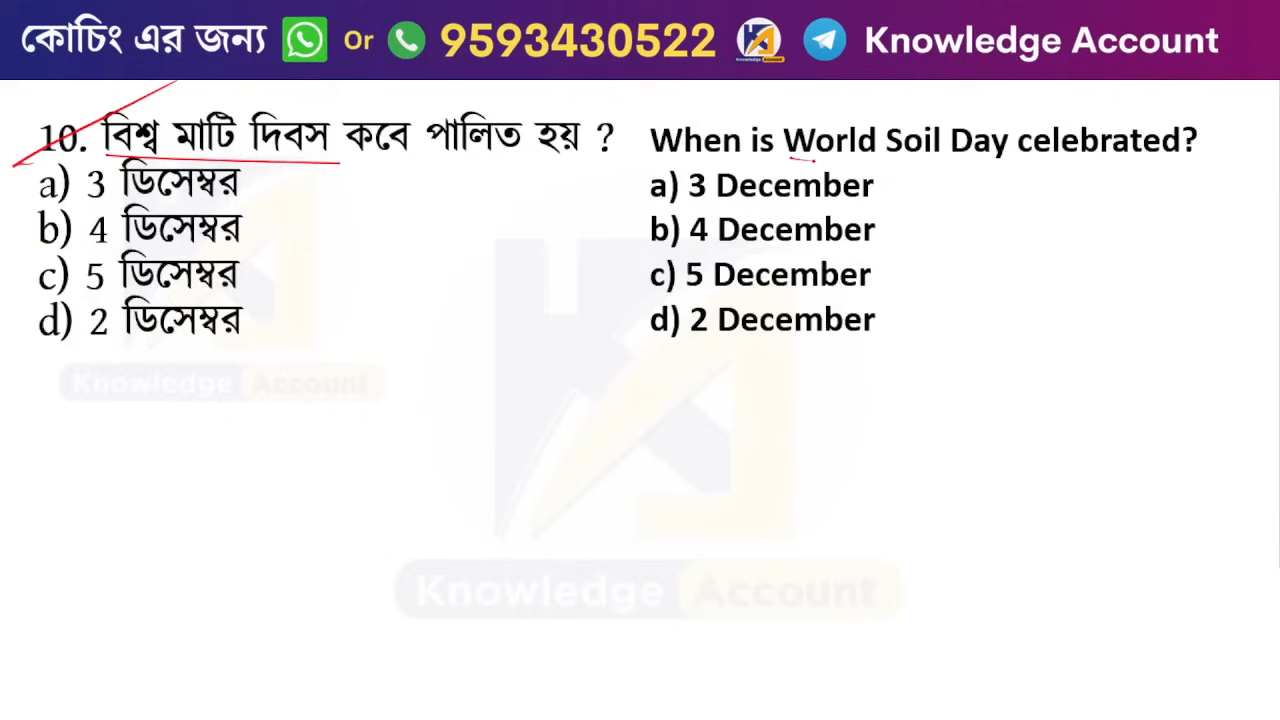 কোচিং এর জন্য Or 9593430522 Knowledge Account
10. বিশ্ব মাটি দিবস কবে পালিত হয় ?
a) 3 ডিসেম্বর
b) 4 ডিসেম্বর
c) 5 ডিসেম্বর
d) 2 ডিসেম্বর
When is World Soil Day celebrated?
a) 3 December
b) 4 December
c) 5 December
d) 2 December
Knowledge Account
Knowledge Account